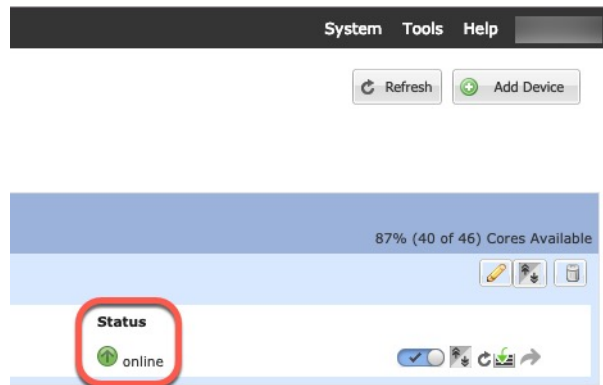 System Tools Help
Refresh Add Device
87% (40 of 46) Cores Available
Status
online